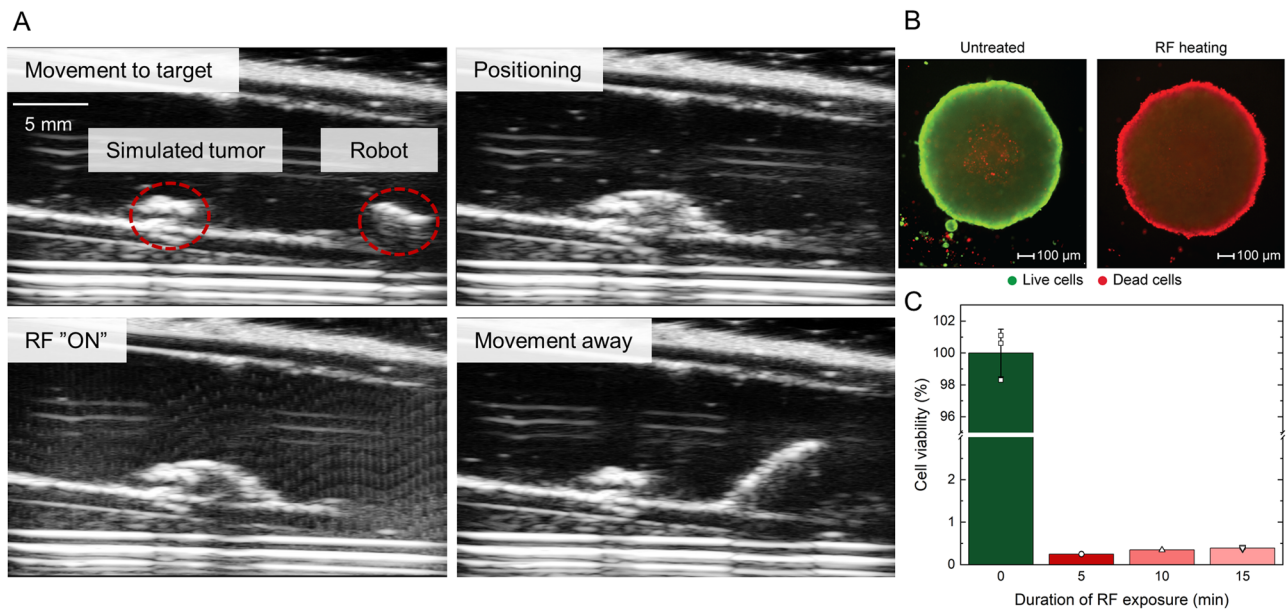 A
Movement to target
5 mm
Simulated tumor
Robot
Positioning
RF "ON"
Movement away
B
Untreated
RF heating
100 µm
100 µm
Live cells
Dead cells
C
102
100
98
96
2
1
0
Cell viability (%)
0
5
10
15
Duration of RF exposure (min)